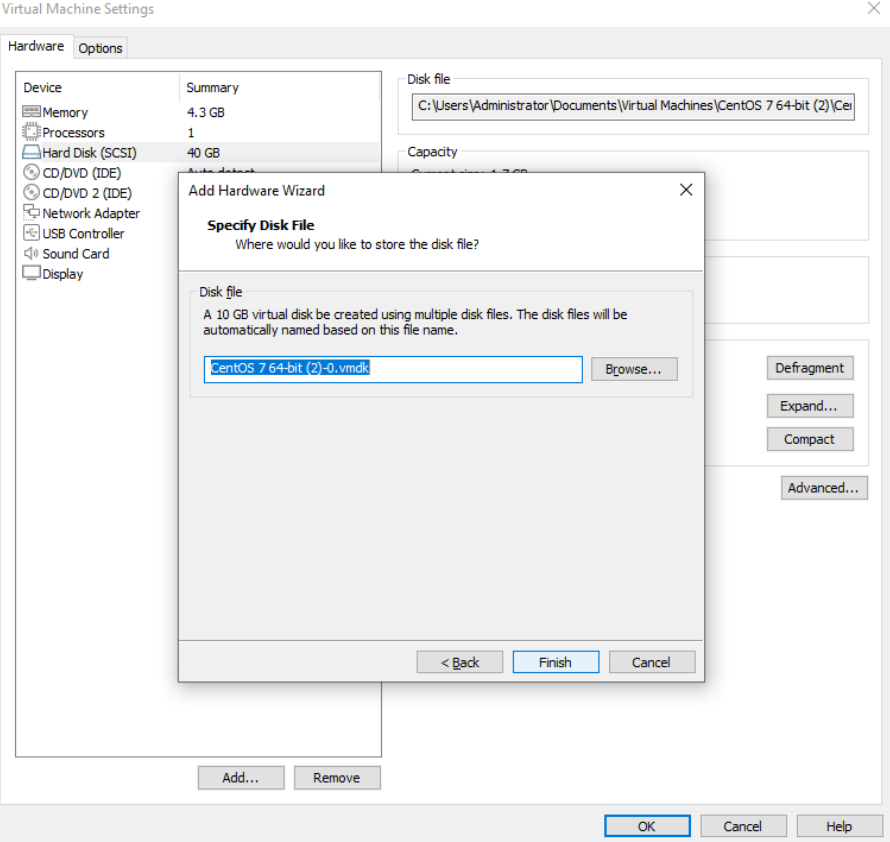 Virtual Machine Settings
Hardware Options
Device Summary
Memory 4.3 GB
Processors 1
Hard Disk (SCSI) 40 GB
CD/DVD (IDE) Auto detect
CD/DVD 2 (IDE)
Network Adapter
USB Controller
Sound Card
Display
Add... Remove
Disk file
C:\Users\Administrator\Documents\Virtual Machines\CentOS 7 64-bit (2)\Cen
Capacity
Current size: 1.7 GB
Defragment
Expand...
Compact
Advanced...
Add Hardware Wizard
Specify Disk File
Where would you like to store the disk file?
Disk file
A 10 GB virtual disk be created using multiple disk files. The disk files will be
automatically named based on this file name.
CentOS 7 64-bit (2)-0.vmdk Browse...
< Back Finish Cancel
OK Cancel Help